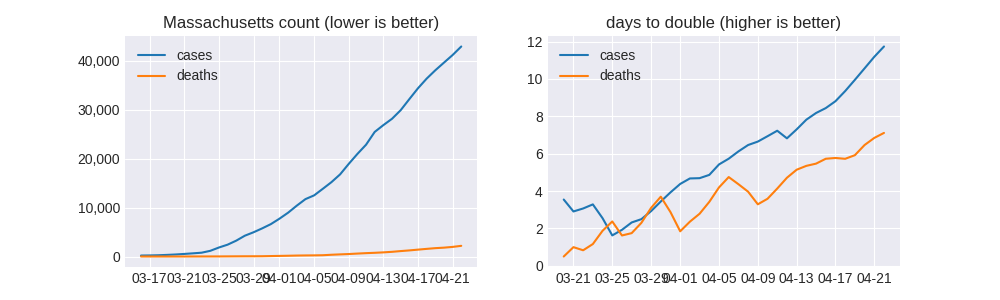 Massachusetts count (lower is better)
cases
deaths
40,000
30,000
20,000
10,000
0
03-17 03-21 03-25 03-29 04-01 04-05 04-09 04-13 04-17 04-21
days to double (higher is better)
cases
deaths
12
10
8
6
4
2
0
03-21 03-25 03-29 04-01 04-05 04-09 04-13 04-17 04-21